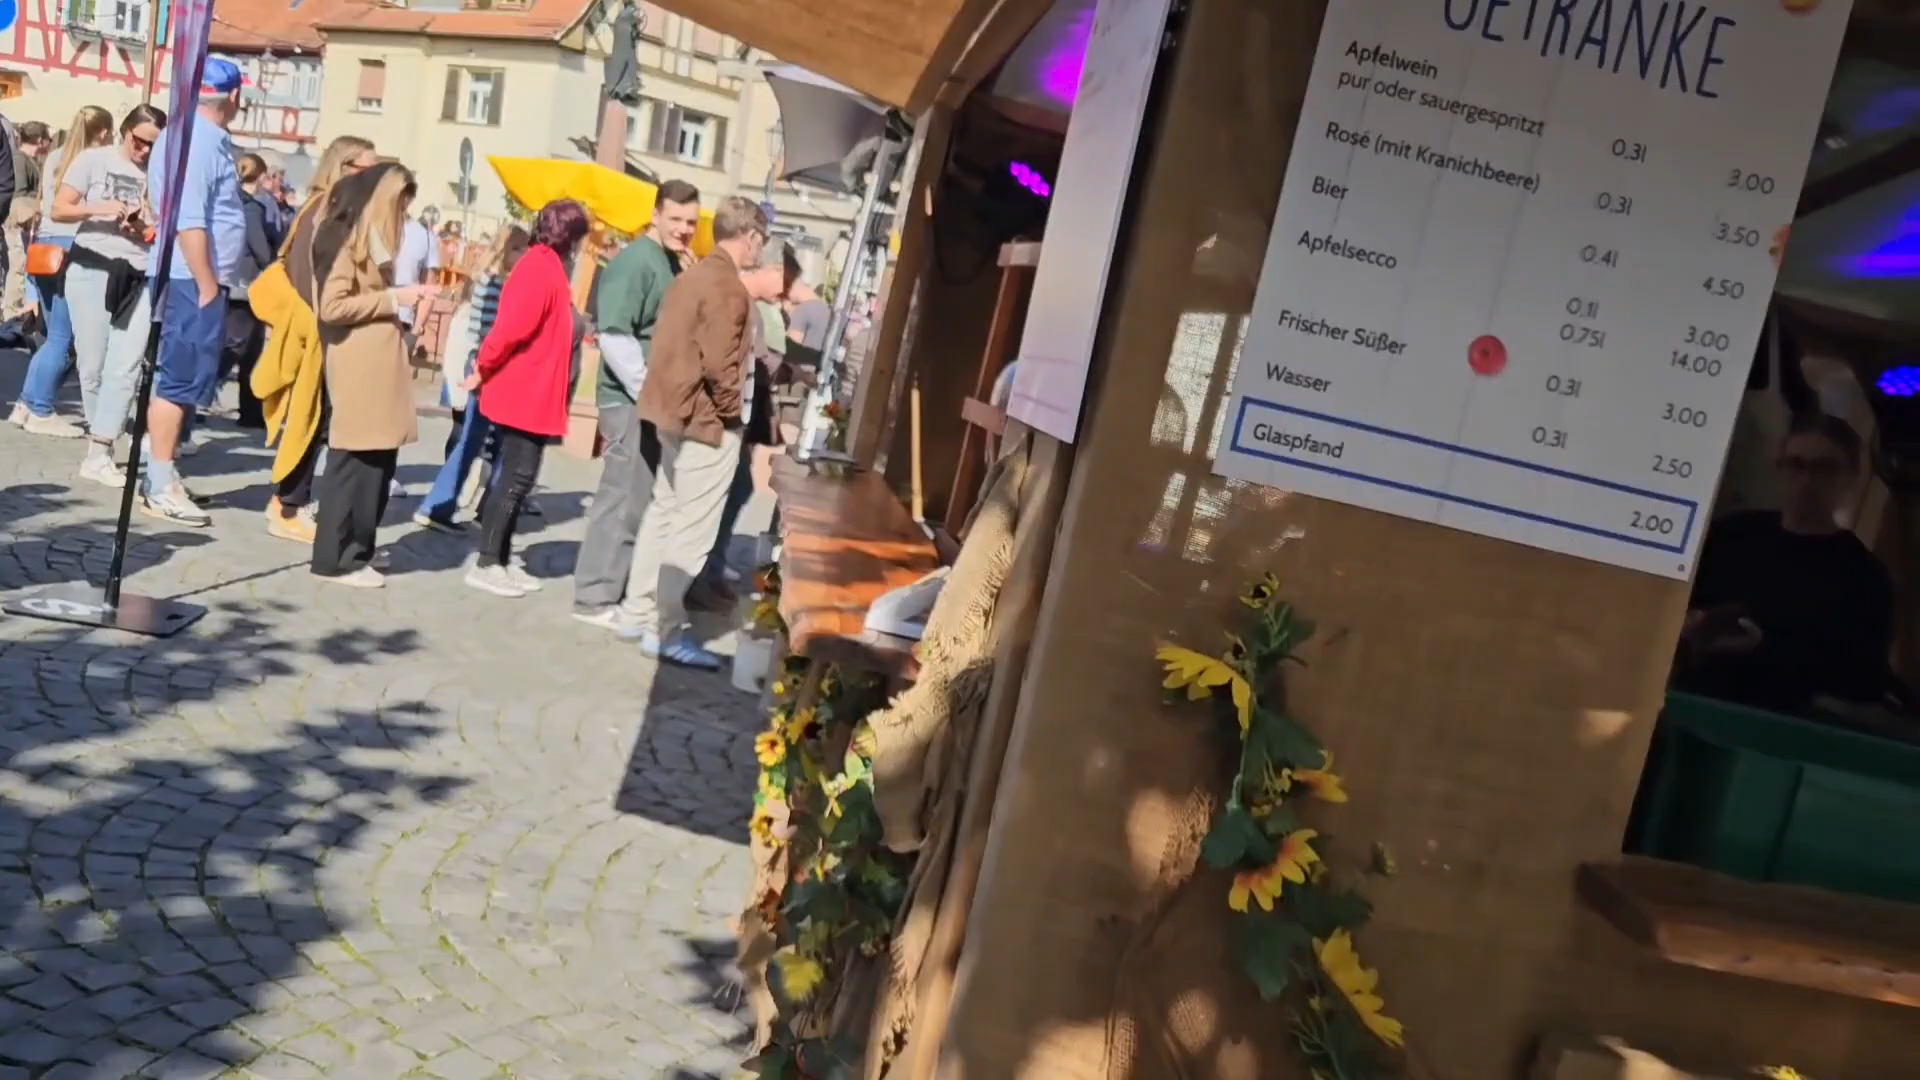 GETRÄNKE
Apfelwein
pur oder sauergespritzt 0,3l 3.00
Rosé (mit Kranichbeere) 0,3l 3.50
Bier 0,4l 4.50
Apfelsecco 0,1l 3.00
0,75l 14.00
Frischer Süßer 0,3l 3.00
Wasser 0,3l 2.50
Glaspfand 2.00